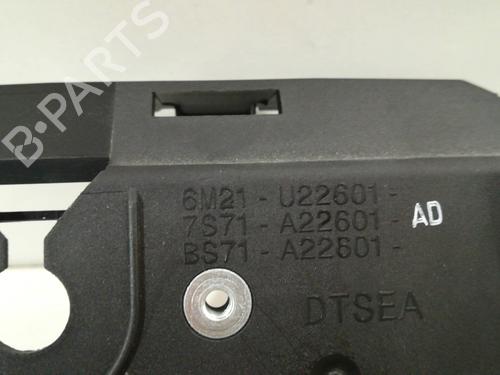 B-PARTS
6M21 - U22601 -
7S71 - A22601 - AD
BS71 - A22601 -
DTSEA